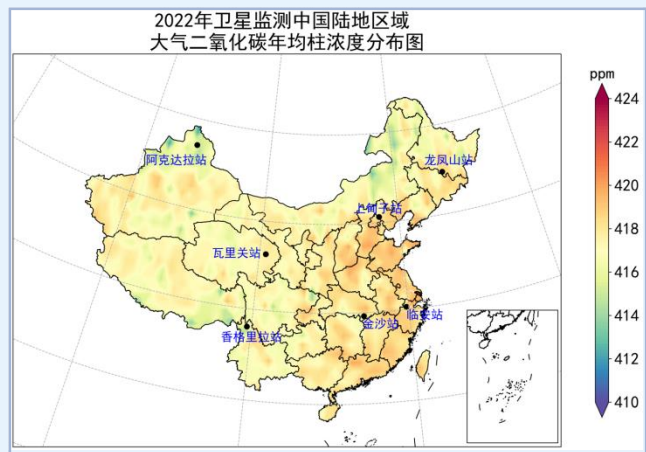 2022年卫星监测中国陆地区域
大气二氧化碳年均柱浓度分布图
ppm
424
422
420
418
416
414
412
410
阿克达拉站
龙凤山站
上甸子站
瓦里关站
金沙站
临安站
香格里拉站